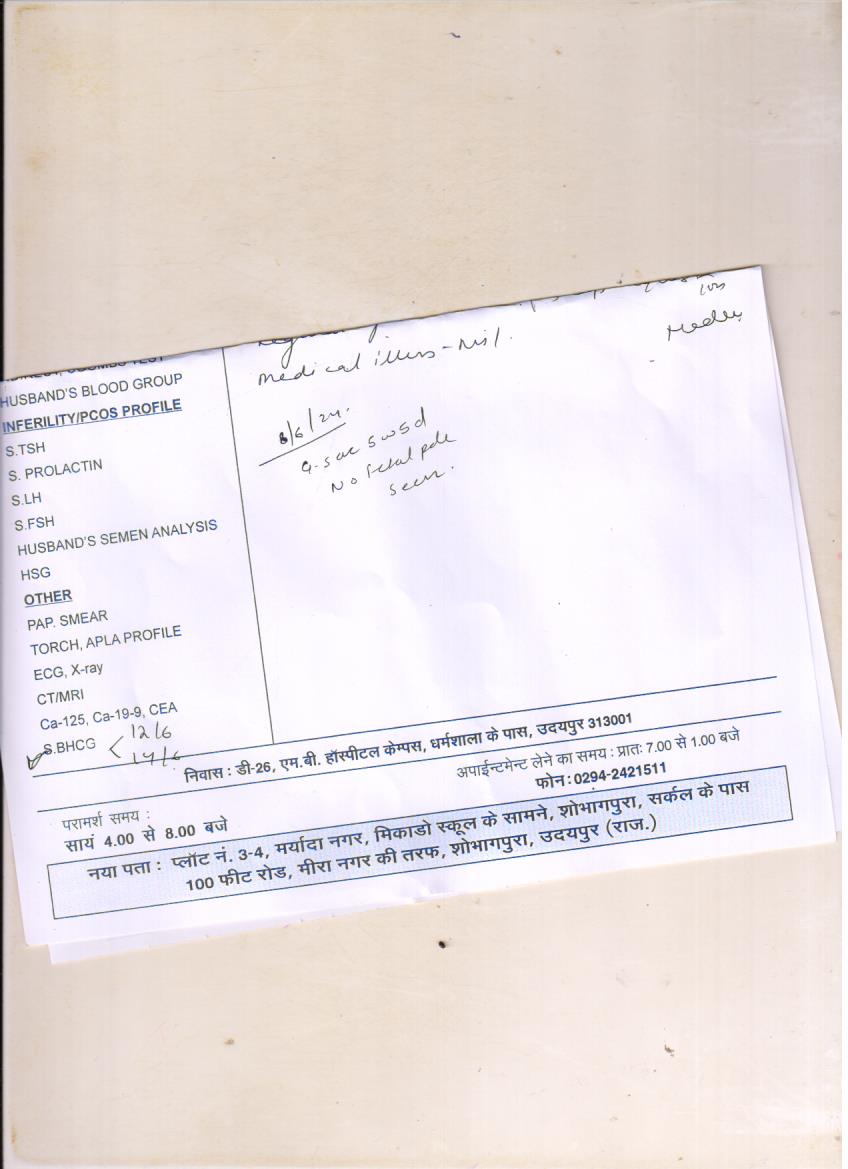 HUSBAND'S BLOOD GROUP
INFERILITY/PCOS PROFILE
S.TSH
S. PROLACTIN
S.LH
S.FSH
HUSBAND'S SEMEN ANALYSIS
HSG
OTHER
PAP. SMEAR
TORCH, APLA PROFILE
ECG, X-ray
CT/MRI
Ca-125, Ca-19-9, CEA
S.BHCG < 12/6
14/6
medical illness - Nil.
8/6/24.
G. sac 5w5d
No fetal pole
seen.
निवास : डी-26, एम.बी. हॉस्पीटल केम्पस, धर्मशाला के पास, उदयपुर 313001
अपाईन्टमेन्ट लेने का समय : प्रातः 7.00 से 1.00 बजे
फोन : 0294-2421511
परामर्श समय :
सायं 4.00 से 8.00 बजे
नया पता : प्लॉट नं. 3-4, मर्यादा नगर, मिकाडो स्कूल के सामने, शोभागपुरा, सर्कल के पास
100 फीट रोड, मीरा नगर की तरफ, शोभागपुरा, उदयपुर (राज.)